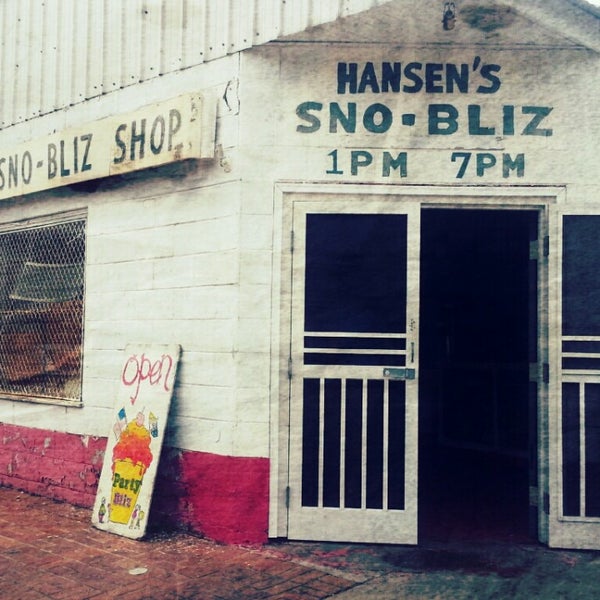 HANSEN'S
SNO-BLIZ
1PM 7PM
SNO-BLIZ SHOP
open
Party
Bliz